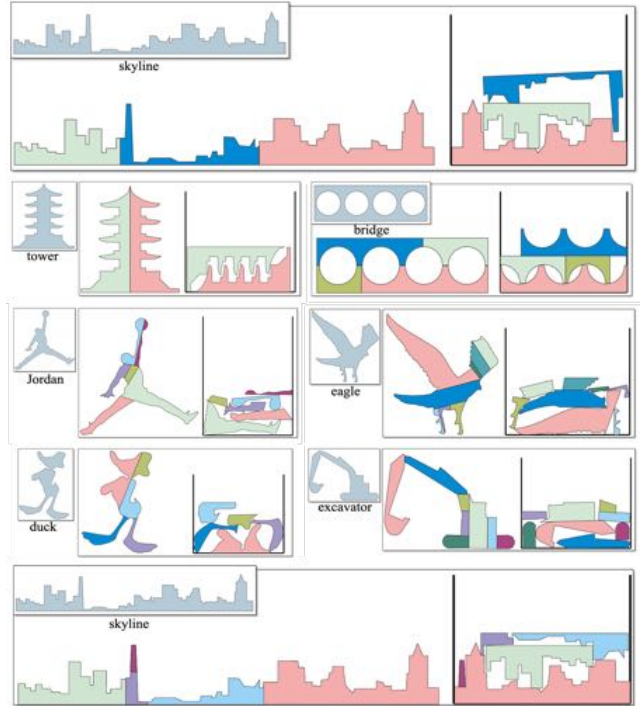 skyline
tower
bridge
Jordan
eagle
duck
excavator
skyline